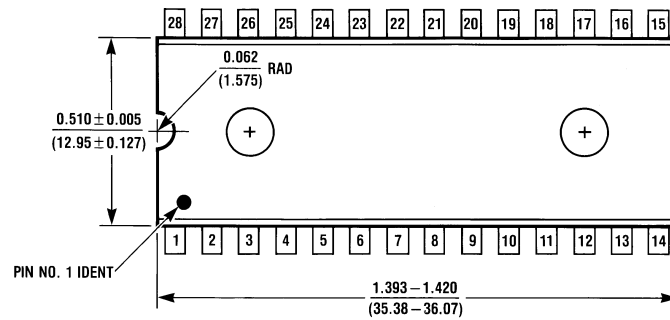 28 27 26 25 24 23 22 21 20 19 18 17 16 15
0.062
(1.575)
RAD
0.510 ± 0.005
(12.95 ± 0.127)
1 2 3 4 5 6 7 8 9 10 11 12 13 14
PIN NO. 1 IDENT
1.393 – 1.420
(35.38 – 36.07)